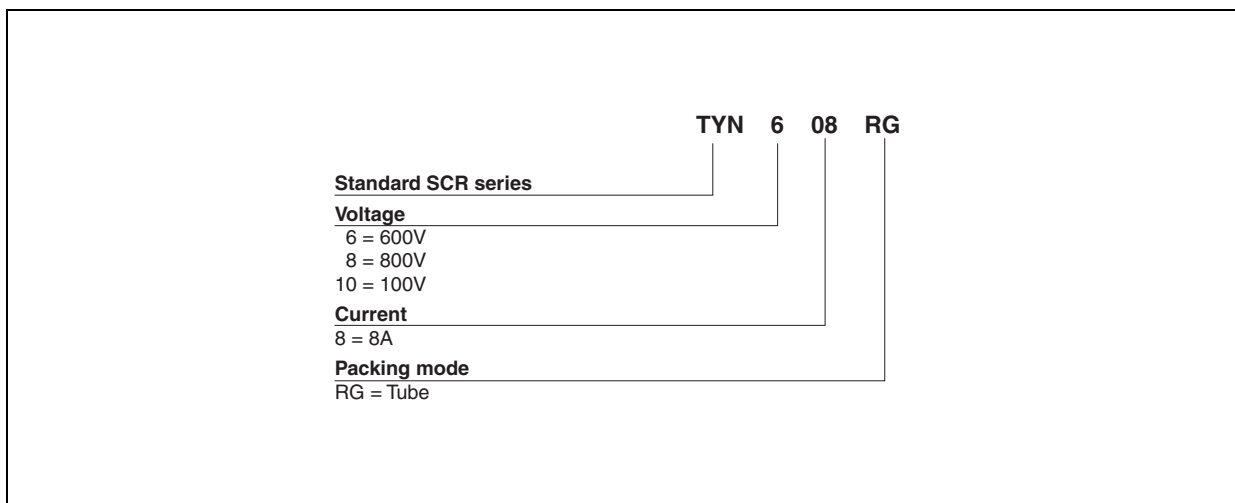 TYN 6 08 RG
Standard SCR series
Voltage
6 = 600V
8 = 800V
10 = 100V
Current
8 = 8A
Packing mode
RG = Tube